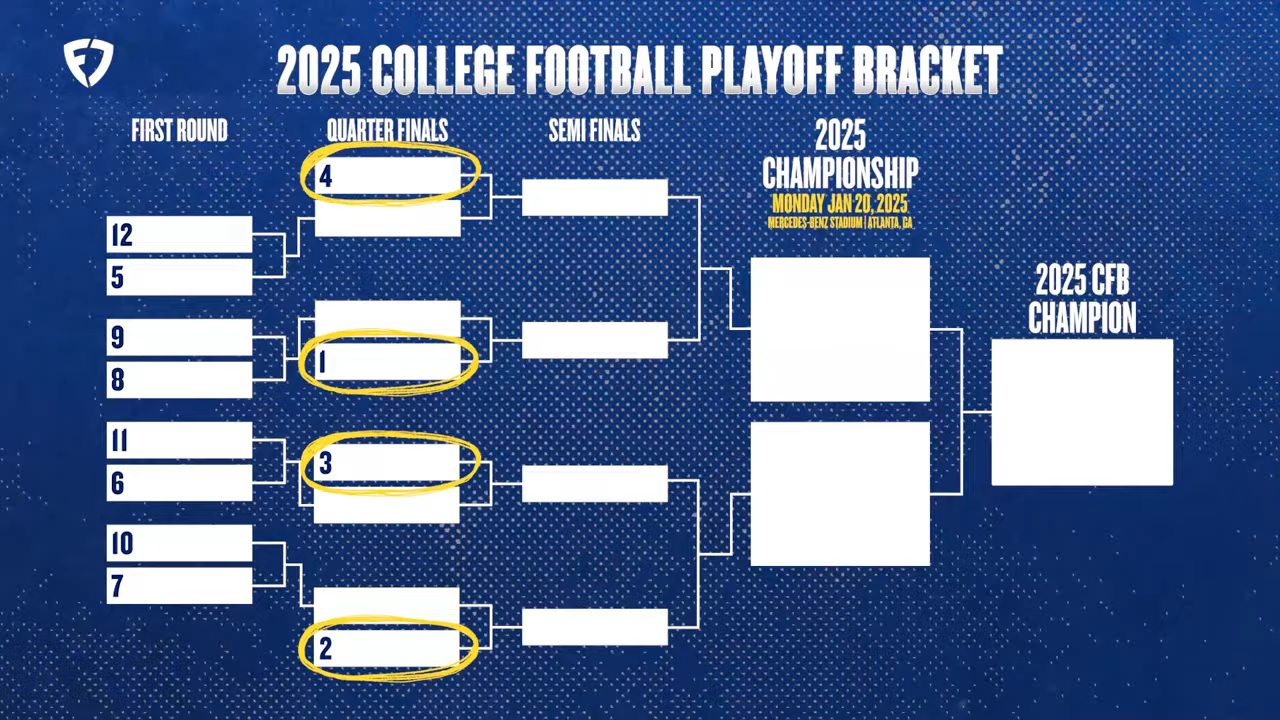 2025 COLLEGE FOOTBALL PLAYOFF BRACKET
FIRST ROUND
12
5
9
8
11
6
10
7
QUARTER FINALS
4
1
3
2
SEMI FINALS
2025
CHAMPIONSHIP
MONDAY JAN 20, 2025
MERCEDES-BENZ STADIUM | ATLANTA, GA
2025 CFB
CHAMPION